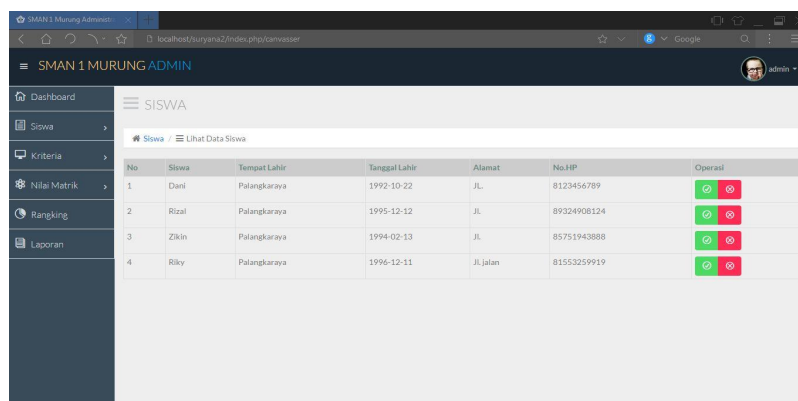 SMAN 1 Murung Administr
localhost/suryana2/index.php/canvasser
Google
SMAN 1 MURUNG ADMIN
admin
Dashboard
Siswa
Kriteria
Nilai Matrik
Rangking
Laporan
SISWA
Siswa / Lihat Data Siswa
No Siswa Tempat Lahir Tanggal Lahir Alamat No.HP Operasi
1 Dani Palangkaraya 1992-10-22 JL. 8123456789
2 Rizal Palangkaraya 1995-12-12 JL 89324908124
3 Zikin Palangkaraya 1994-02-13 JL 85751943888
4 Riky Palangkaraya 1996-12-11 Jl. jalan 81553259919